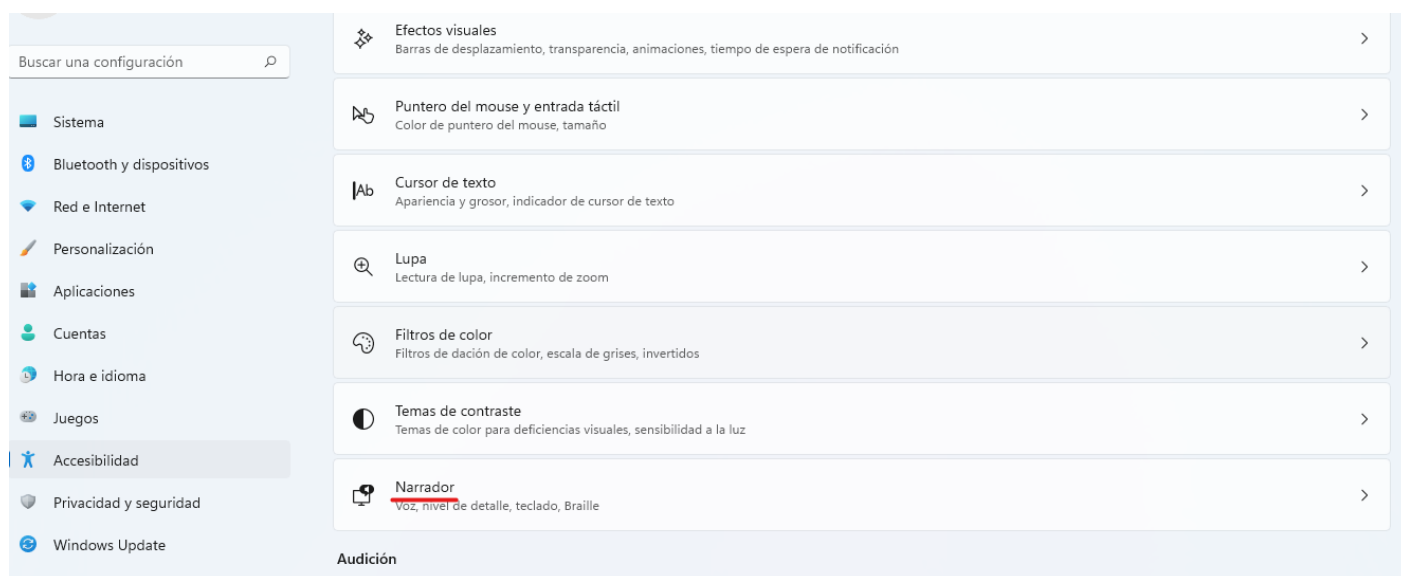 Buscar una configuración
Sistema
Bluetooth y dispositivos
Red e Internet
Personalización
Aplicaciones
Cuentas
Hora e idioma
Juegos
Accesibilidad
Privacidad y seguridad
Windows Update
Efectos visuales
Barras de desplazamiento, transparencia, animaciones, tiempo de espera de notificación
Puntero del mouse y entrada táctil
Color de puntero del mouse, tamaño
Ab
Cursor de texto
Apariencia y grosor, indicador de cursor de texto
Lupa
Lectura de lupa, incremento de zoom
Filtros de color
Filtros de dación de color, escala de grises, invertidos
Temas de contraste
Temas de color para deficiencias visuales, sensibilidad a la luz
Narrador
Voz, nivel de detalle, teclado, Braille
Audición